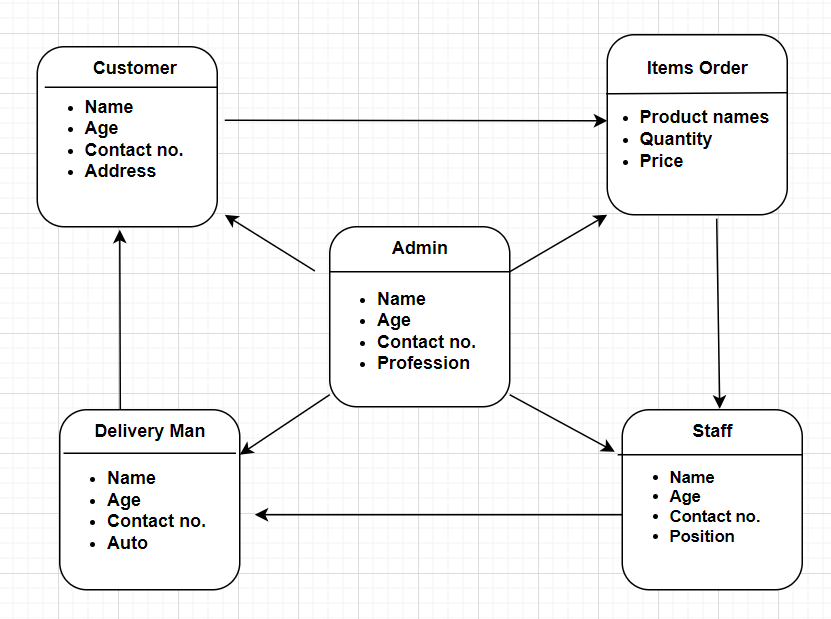 Customer
• Name
• Age
• Contact no.
• Address
Items Order
• Product names
• Quantity
• Price
Admin
• Name
• Age
• Contact no.
• Profession
Delivery Man
• Name
• Age
• Contact no.
• Auto
Staff
• Name
• Age
• Contact no.
• Position